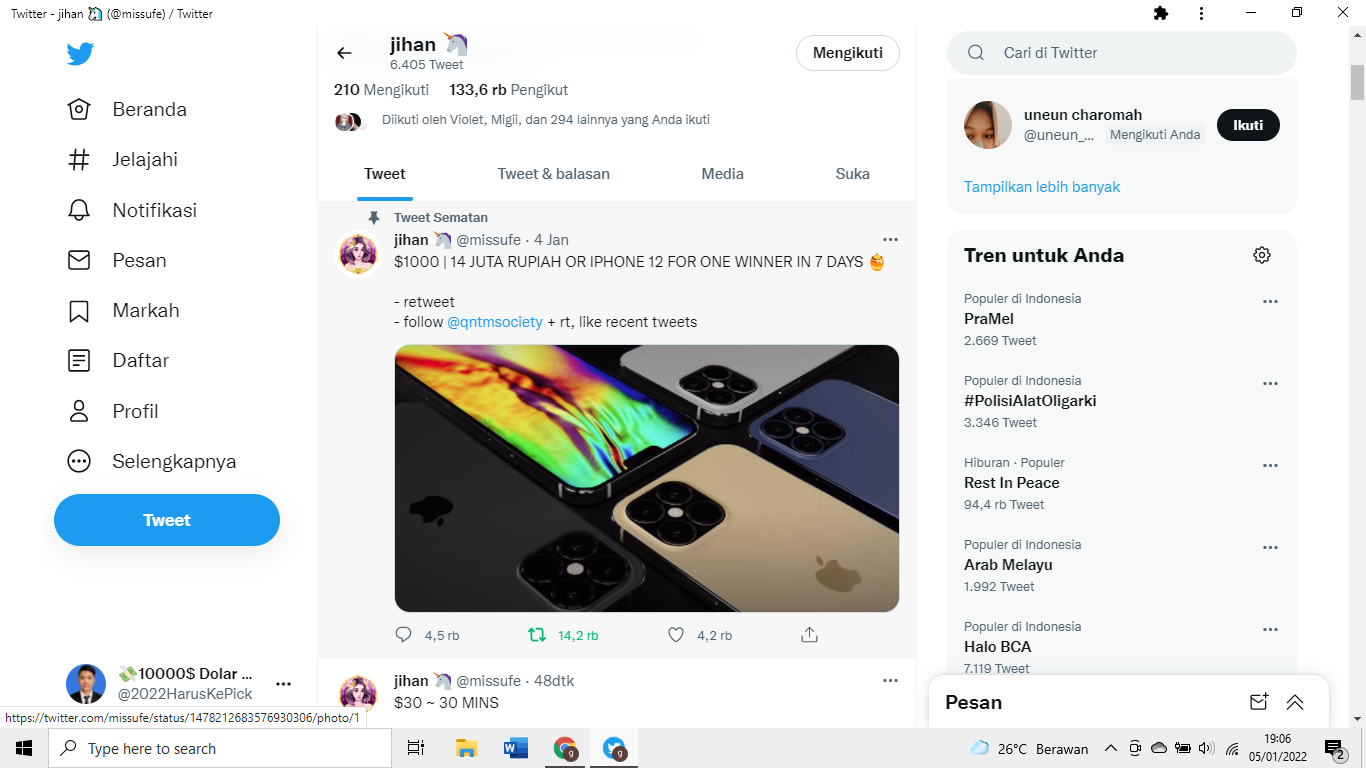 Twitter - jihan 🦄 (@missufe) / Twitter
jihan 🦄
6.405 Tweet
Mengikuti
210 Mengikuti 133,6 rb Pengikut
Diikuti oleh Violet, Migii, dan 294 lainnya yang Anda ikuti
Tweet Tweet & balasan Media Suka
Beranda
Jelajahi
Notifikasi
Pesan
Markah
Daftar
Profil
Selengkapnya
Tweet
💸10000$ Dolar ...
@2022HarusKePick
https://twitter.com/missufe/status/1478212683576930306/photo/1
Tweet Sematan
jihan 🦄 @missufe · 4 Jan
$1000 | 14 JUTA RUPIAH OR IPHONE 12 FOR ONE WINNER IN 7 DAYS 🍯
- retweet
- follow @qntmsociety + rt, like recent tweets
4,5 rb 14,2 rb 4,2 rb
jihan 🦄 @missufe · 48dtk
$30 ~ 30 MINS
Cari di Twitter
uneun charomah
@uneun_... Mengikuti Anda
Ikuti
Tampilkan lebih banyak
Tren untuk Anda
Populer di Indonesia
PraMel
2.669 Tweet
Populer di Indonesia
#PolisiAlatOligarki
3.346 Tweet
Hiburan · Populer
Rest In Peace
94,4 rb Tweet
Populer di Indonesia
Arab Melayu
1.992 Tweet
Populer di Indonesia
Halo BCA
7.119 Tweet
Pesan
Type here to search
g
g
26°C Berawan
19:06
05/01/2022
2